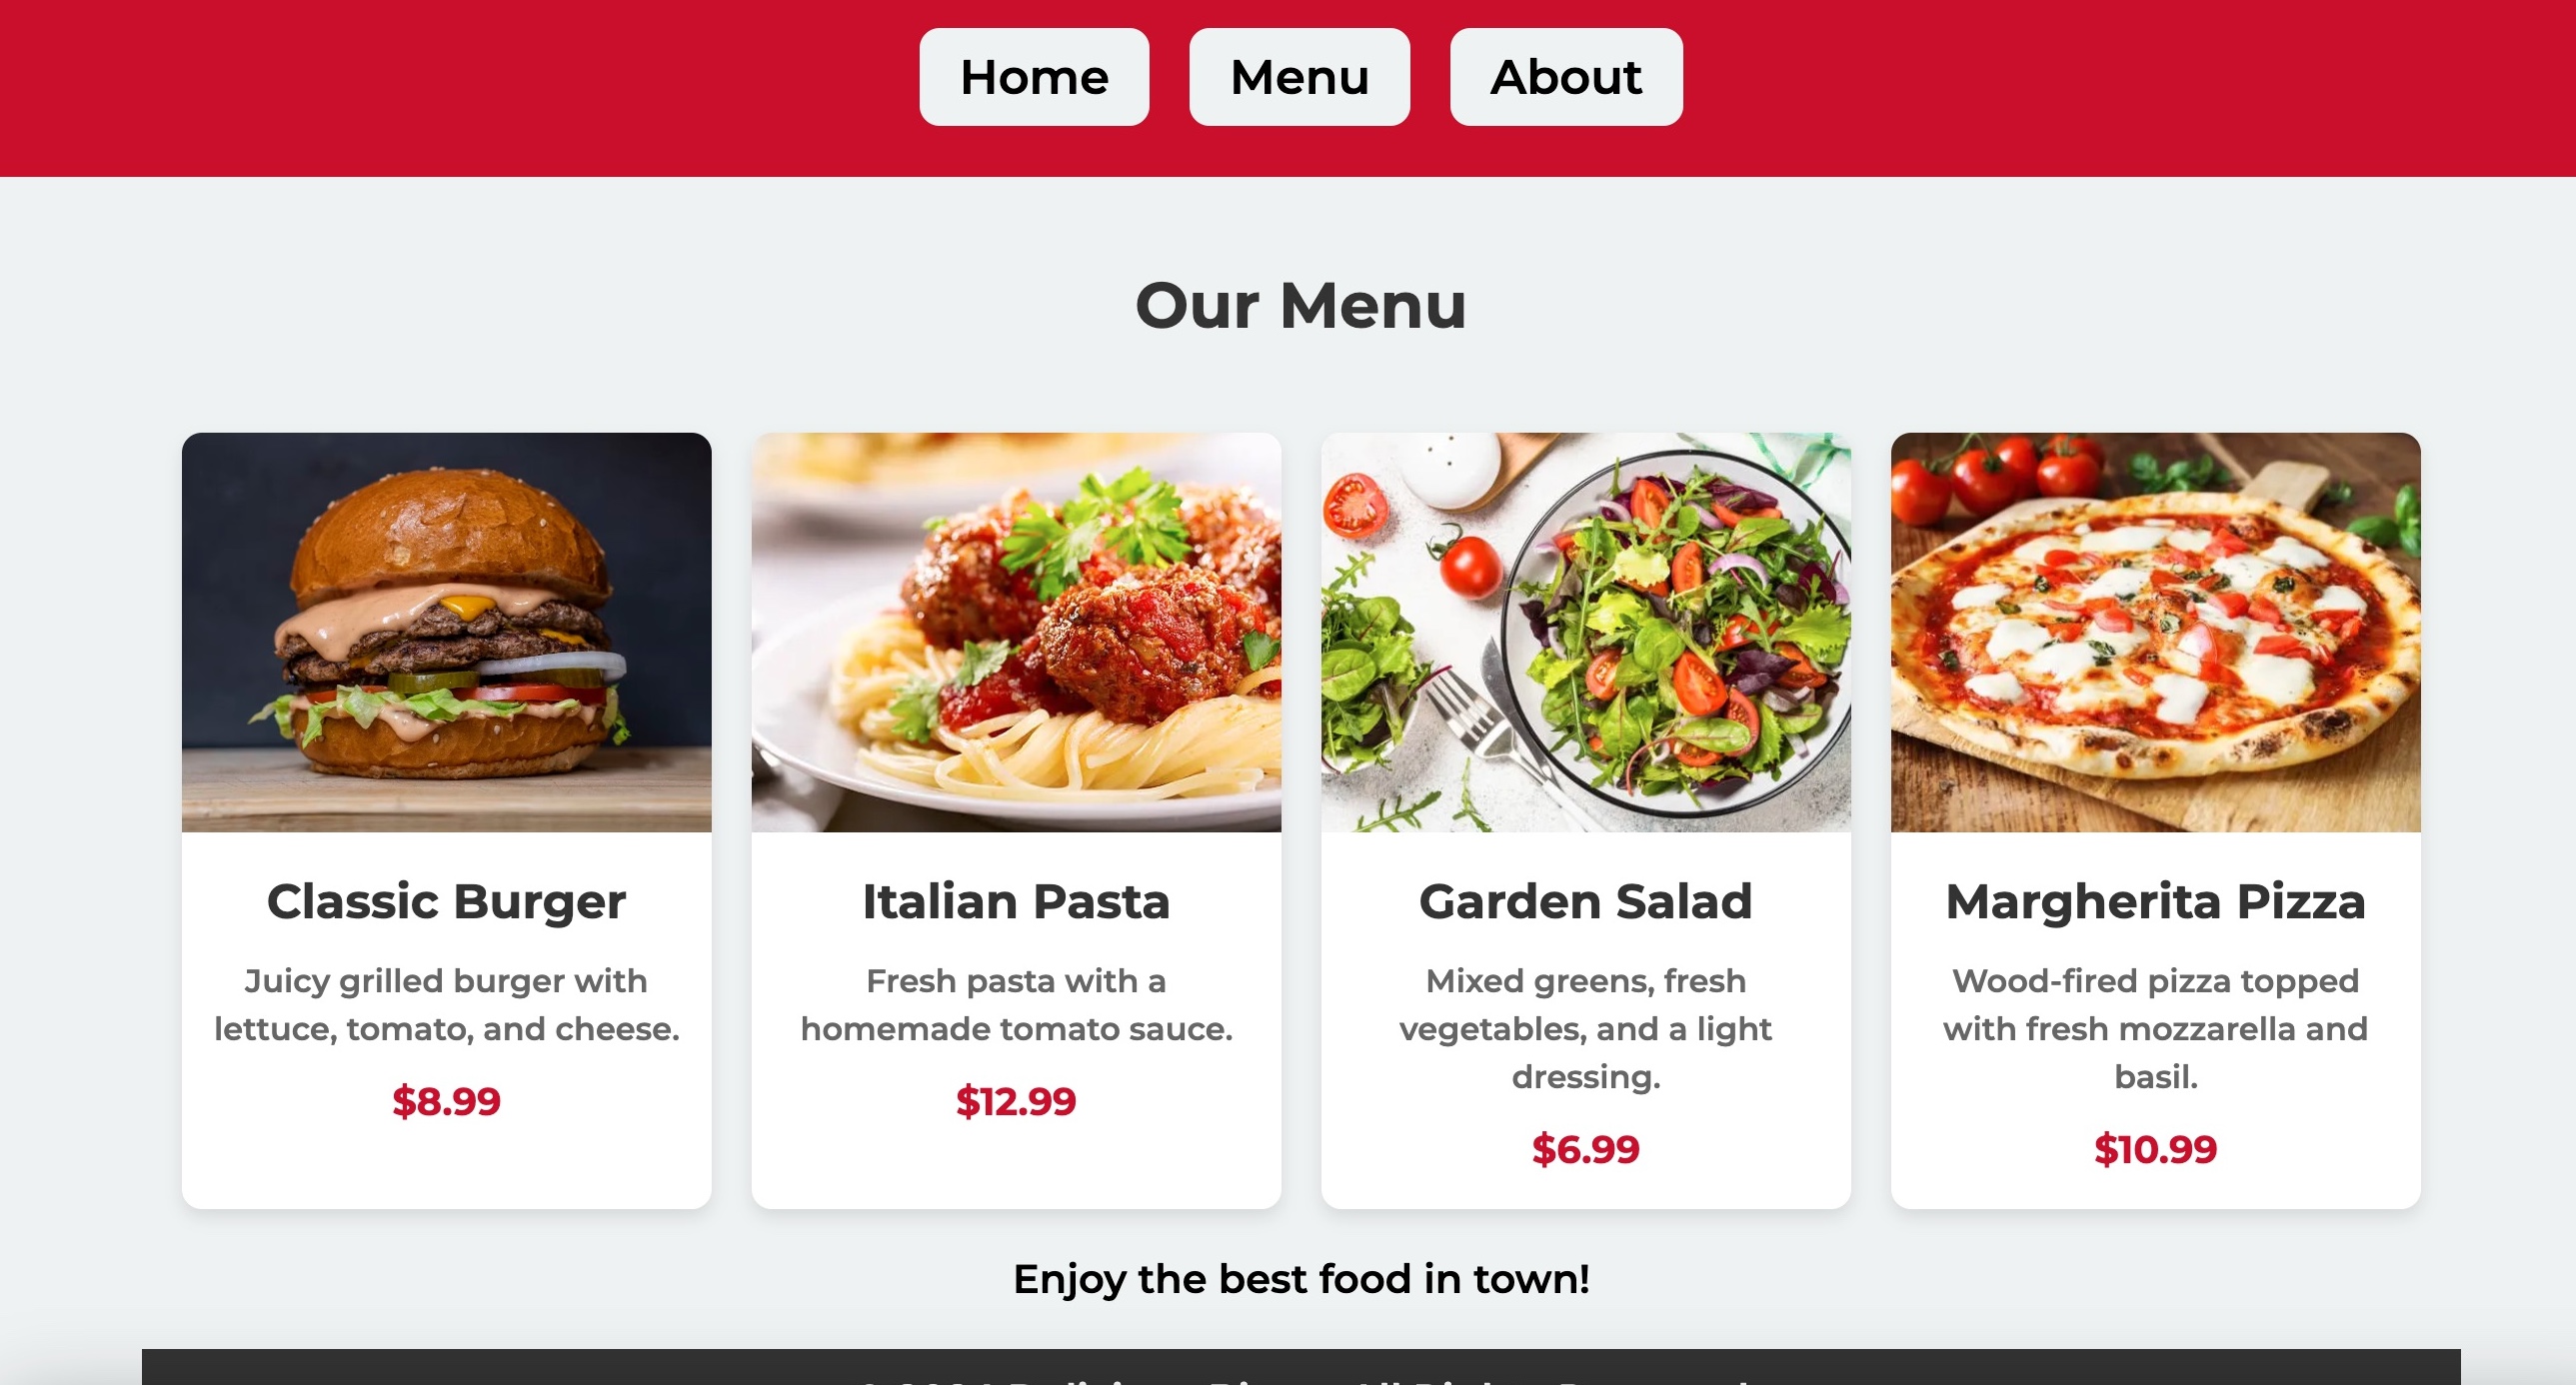 Home Menu About
Our Menu
Classic Burger
Juicy grilled burger with
lettuce, tomato, and cheese.
$8.99
Italian Pasta
Fresh pasta with a
homemade tomato sauce.
$12.99
Garden Salad
Mixed greens, fresh
vegetables, and a light
dressing.
$6.99
Margherita Pizza
Wood-fired pizza topped
with fresh mozzarella and
basil.
$10.99
Enjoy the best food in town!